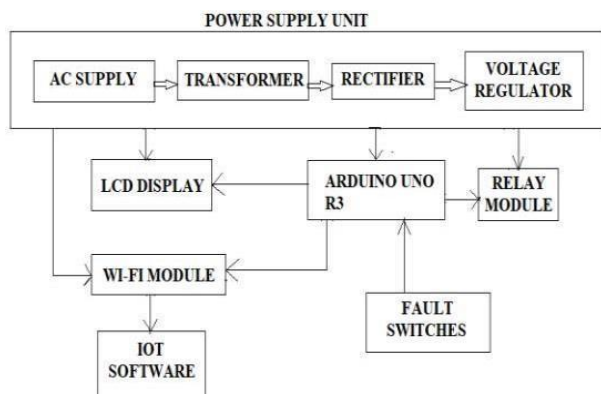 POWER SUPPLY UNIT
AC SUPPLY
TRANSFORMER
RECTIFIER
VOLTAGE
REGULATOR
LCD DISPLAY
ARDUINO UNO
R3
RELAY
MODULE
WI-FI MODULE
FAULT
SWITCHES
IOT
SOFTWARE